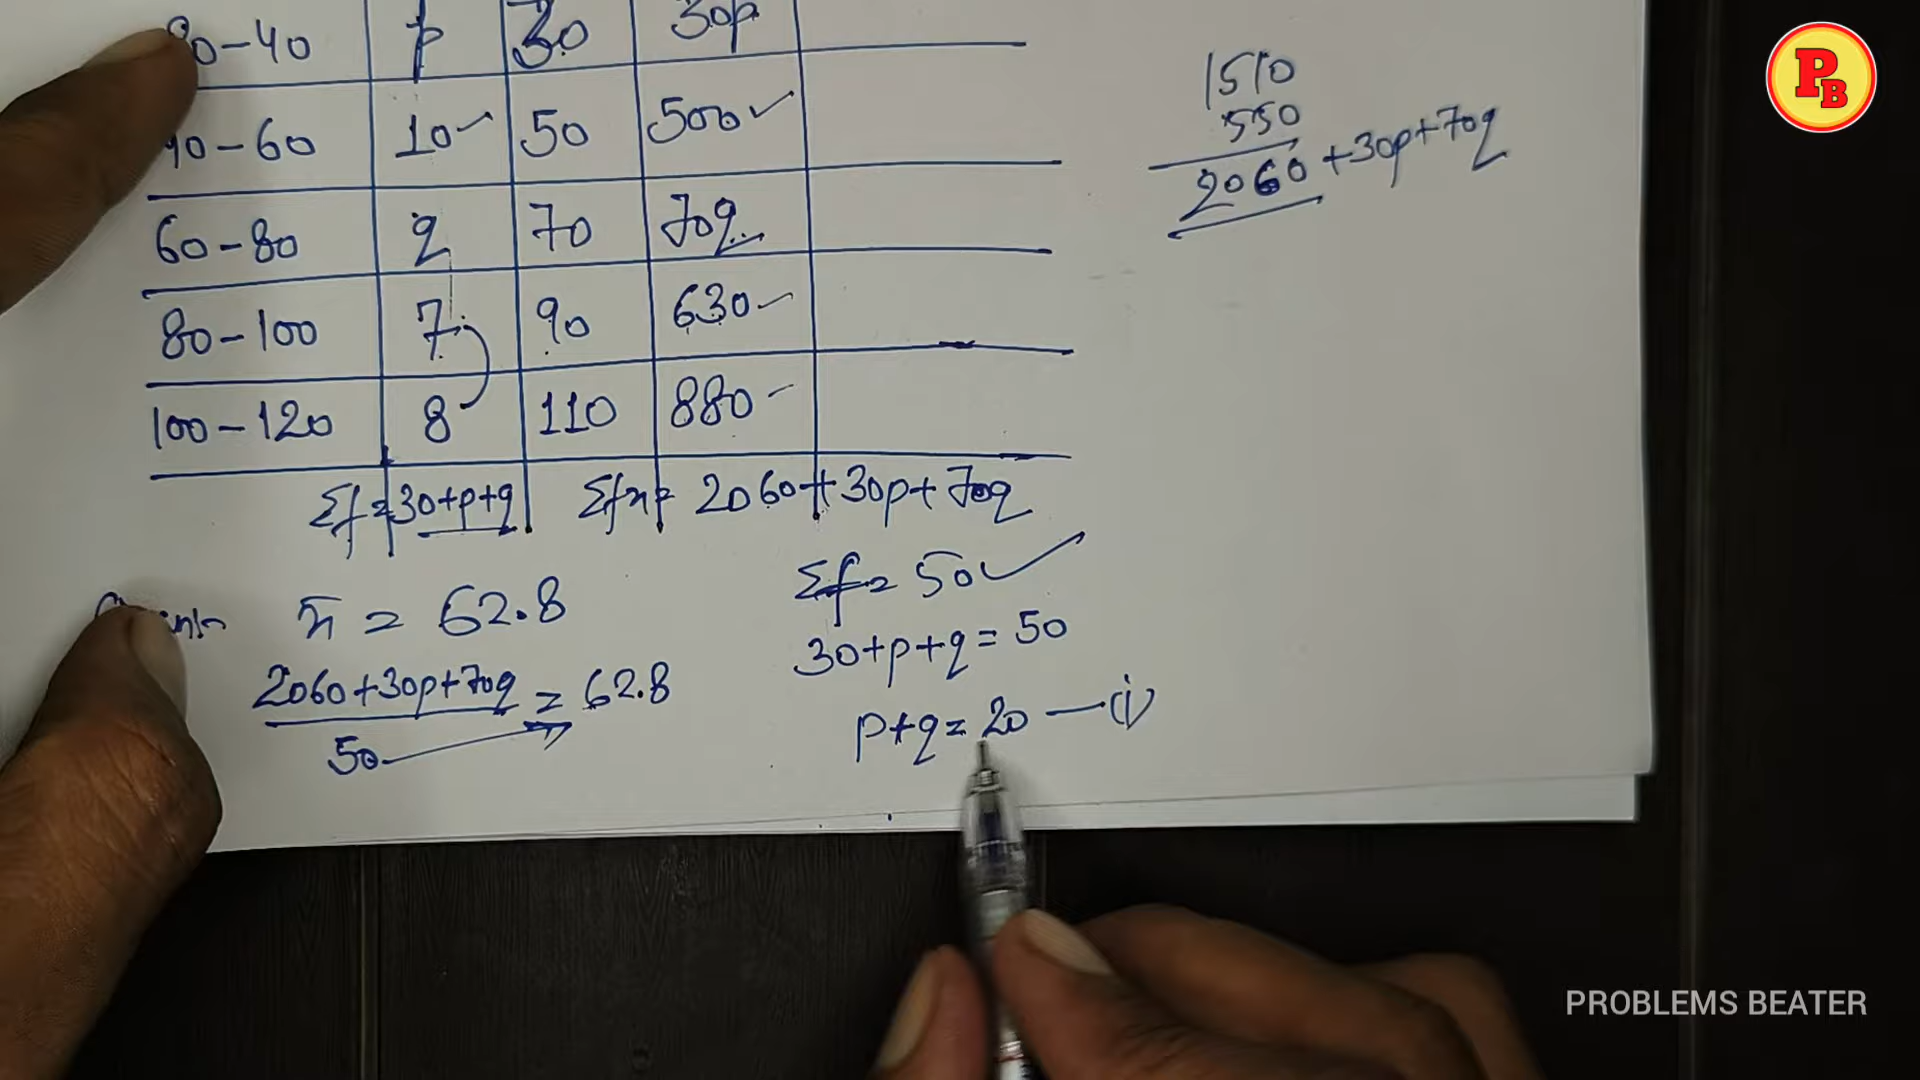 20-40 p 30 30p
40-60 10 ✓ 50 500 ✓
60-80 q 70 70q
80-100 7 90 630
100-120 8 110 880
Σf = 30+p+q Σfx = 2060+30p+70q
x̄ = 62.8
2060+30p+70q = 62.8
50
Σf = 50 ✓
30+p+q = 50
p+q = 20 — (i)
1510
550
2060 +30p+70q
PB
PROBLEMS BEATER